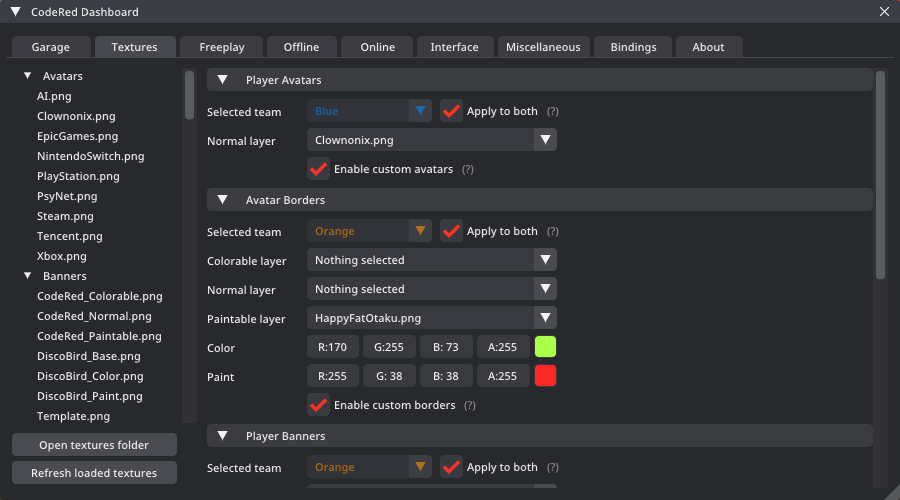 CodeRed Dashboard
Garage Textures Freeplay Offline Online Interface Miscellaneous Bindings About
Avatars
AI.png
Clownonix.png
EpicGames.png
NintendoSwitch.png
PlayStation.png
PsyNet.png
Steam.png
Tencent.png
Xbox.png
Banners
CodeRed_Colorable.png
CodeRed_Normal.png
CodeRed_Paintable.png
DiscoBird_Base.png
DiscoBird_Color.png
DiscoBird_Paint.png
Template.png
Open textures folder
Refresh loaded textures
Player Avatars
Selected team Blue Apply to both (?)
Normal layer Clownonix.png
Enable custom avatars (?)
Avatar Borders
Selected team Orange Apply to both (?)
Colorable layer Nothing selected
Normal layer Nothing selected
Paintable layer HappyFatOtaku.png
Color R:170 G:255 B: 73 A:255
Paint R:255 G: 38 B: 38 A:255
Enable custom borders (?)
Player Banners
Selected team Orange Apply to both (?)